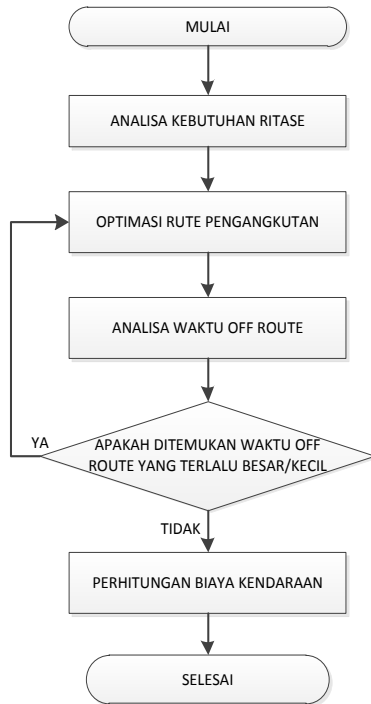 MULAI
ANALISA KEBUTUHAN RITASE
OPTIMASI RUTE PENGANGKUTAN
ANALISA WAKTU OFF ROUTE
YA
APAKAH DITEMUKAN WAKTU OFF
ROUTE YANG TERLALU BESAR/KECIL
TIDAK
PERHITUNGAN BIAYA KENDARAAN
SELESAI